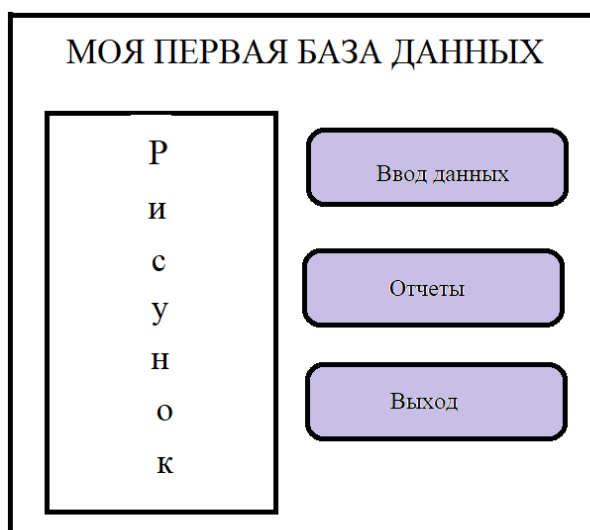 МОЯ ПЕРВАЯ БАЗА ДАННЫХ
Р
и
с
у
н
о
к
Ввод данных
Отчеты
Выход